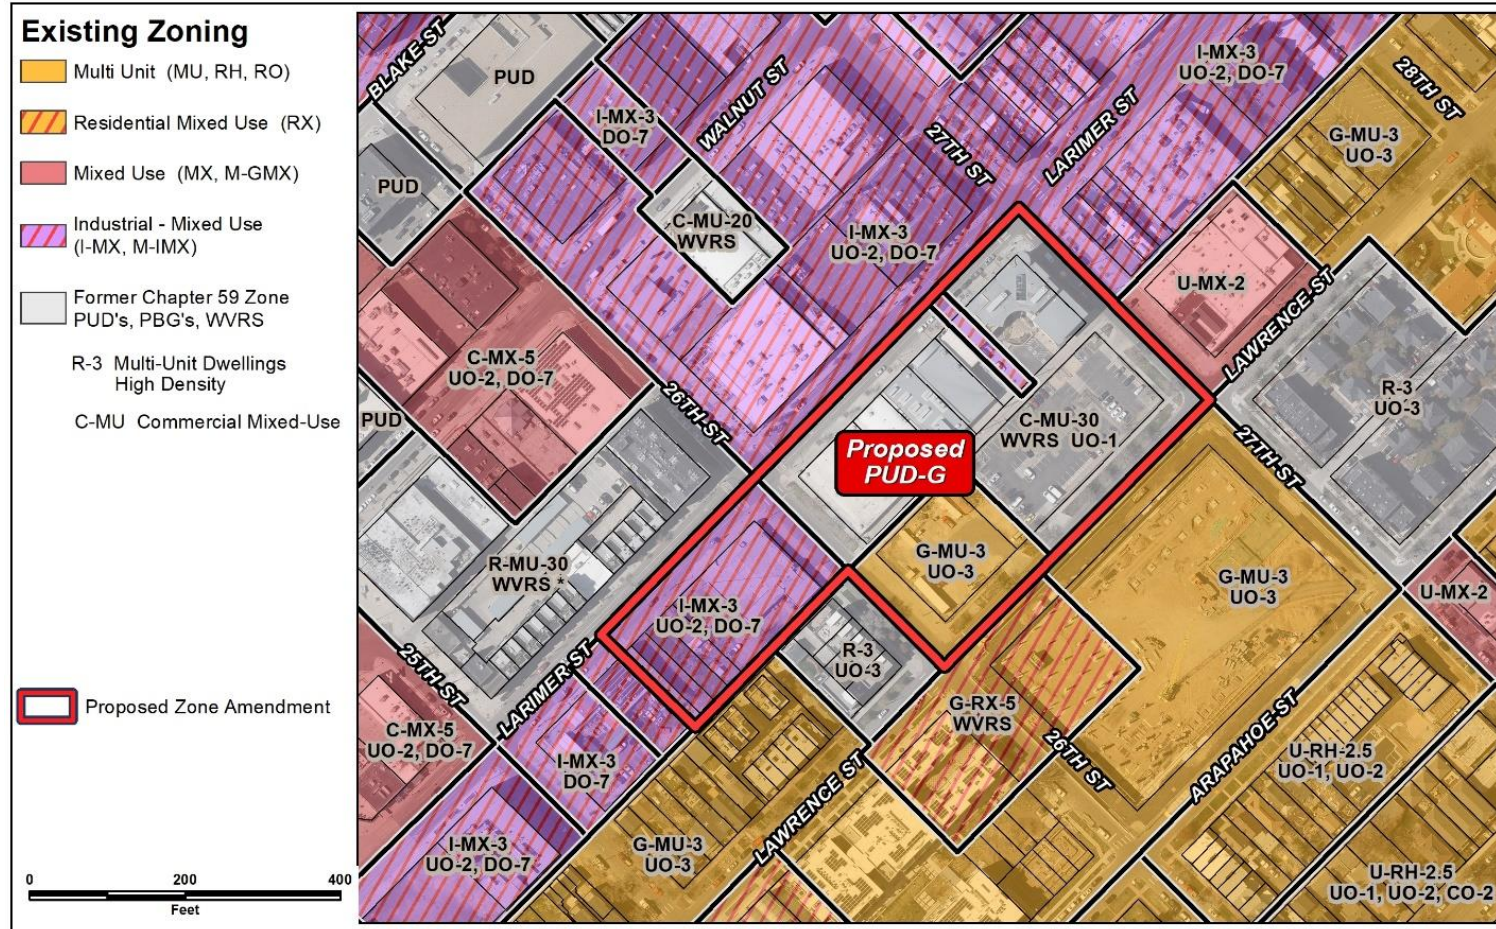 Existing Zoning
Multi Unit (MU, RH, RO)
Residential Mixed Use (RX)
Mixed Use (MX, M-GMX)
Industrial - Mixed Use
(I-MX, M-IMX)
Former Chapter 59 Zone
PUD's, PBG's, WVRS
R-3 Multi-Unit Dwellings
High Density
C-MU Commercial Mixed-Use
Proposed Zone Amendment
0 200 400
Feet
BLAKE ST
PUD
I-MX-3
DO-7
WALNUT ST
27TH ST
LARIMER ST
I-MX-3
UO-2, DO-7
28TH ST
G-MU-3
UO-3
PUD
C-MU-20
WVRS
I-MX-3
UO-2, DO-7
U-MX-2
LAWRENCE ST
C-MX-5
UO-2, DO-7
26TH ST
PUD
R-3
UO-3
C-MU-30
WVRS UO-1
Proposed
PUD-G
27TH ST
R-MU-30
WVRS *
G-MU-3
UO-3
G-MU-3
UO-3
U-MX-2
I-MX-3
UO-2, DO-7
R-3
UO-3
25TH ST
LARIMER ST
G-RX-5
WVRS
26TH ST
ARAPAHOE ST
C-MX-5
UO-2, DO-7
I-MX-3
DO-7
U-RH-2.5
UO-1, UO-2
I-MX-3
UO-2, DO-7
G-MU-3
UO-3
LAWRENCE ST
U-RH-2.5
UO-1, UO-2, CO-2